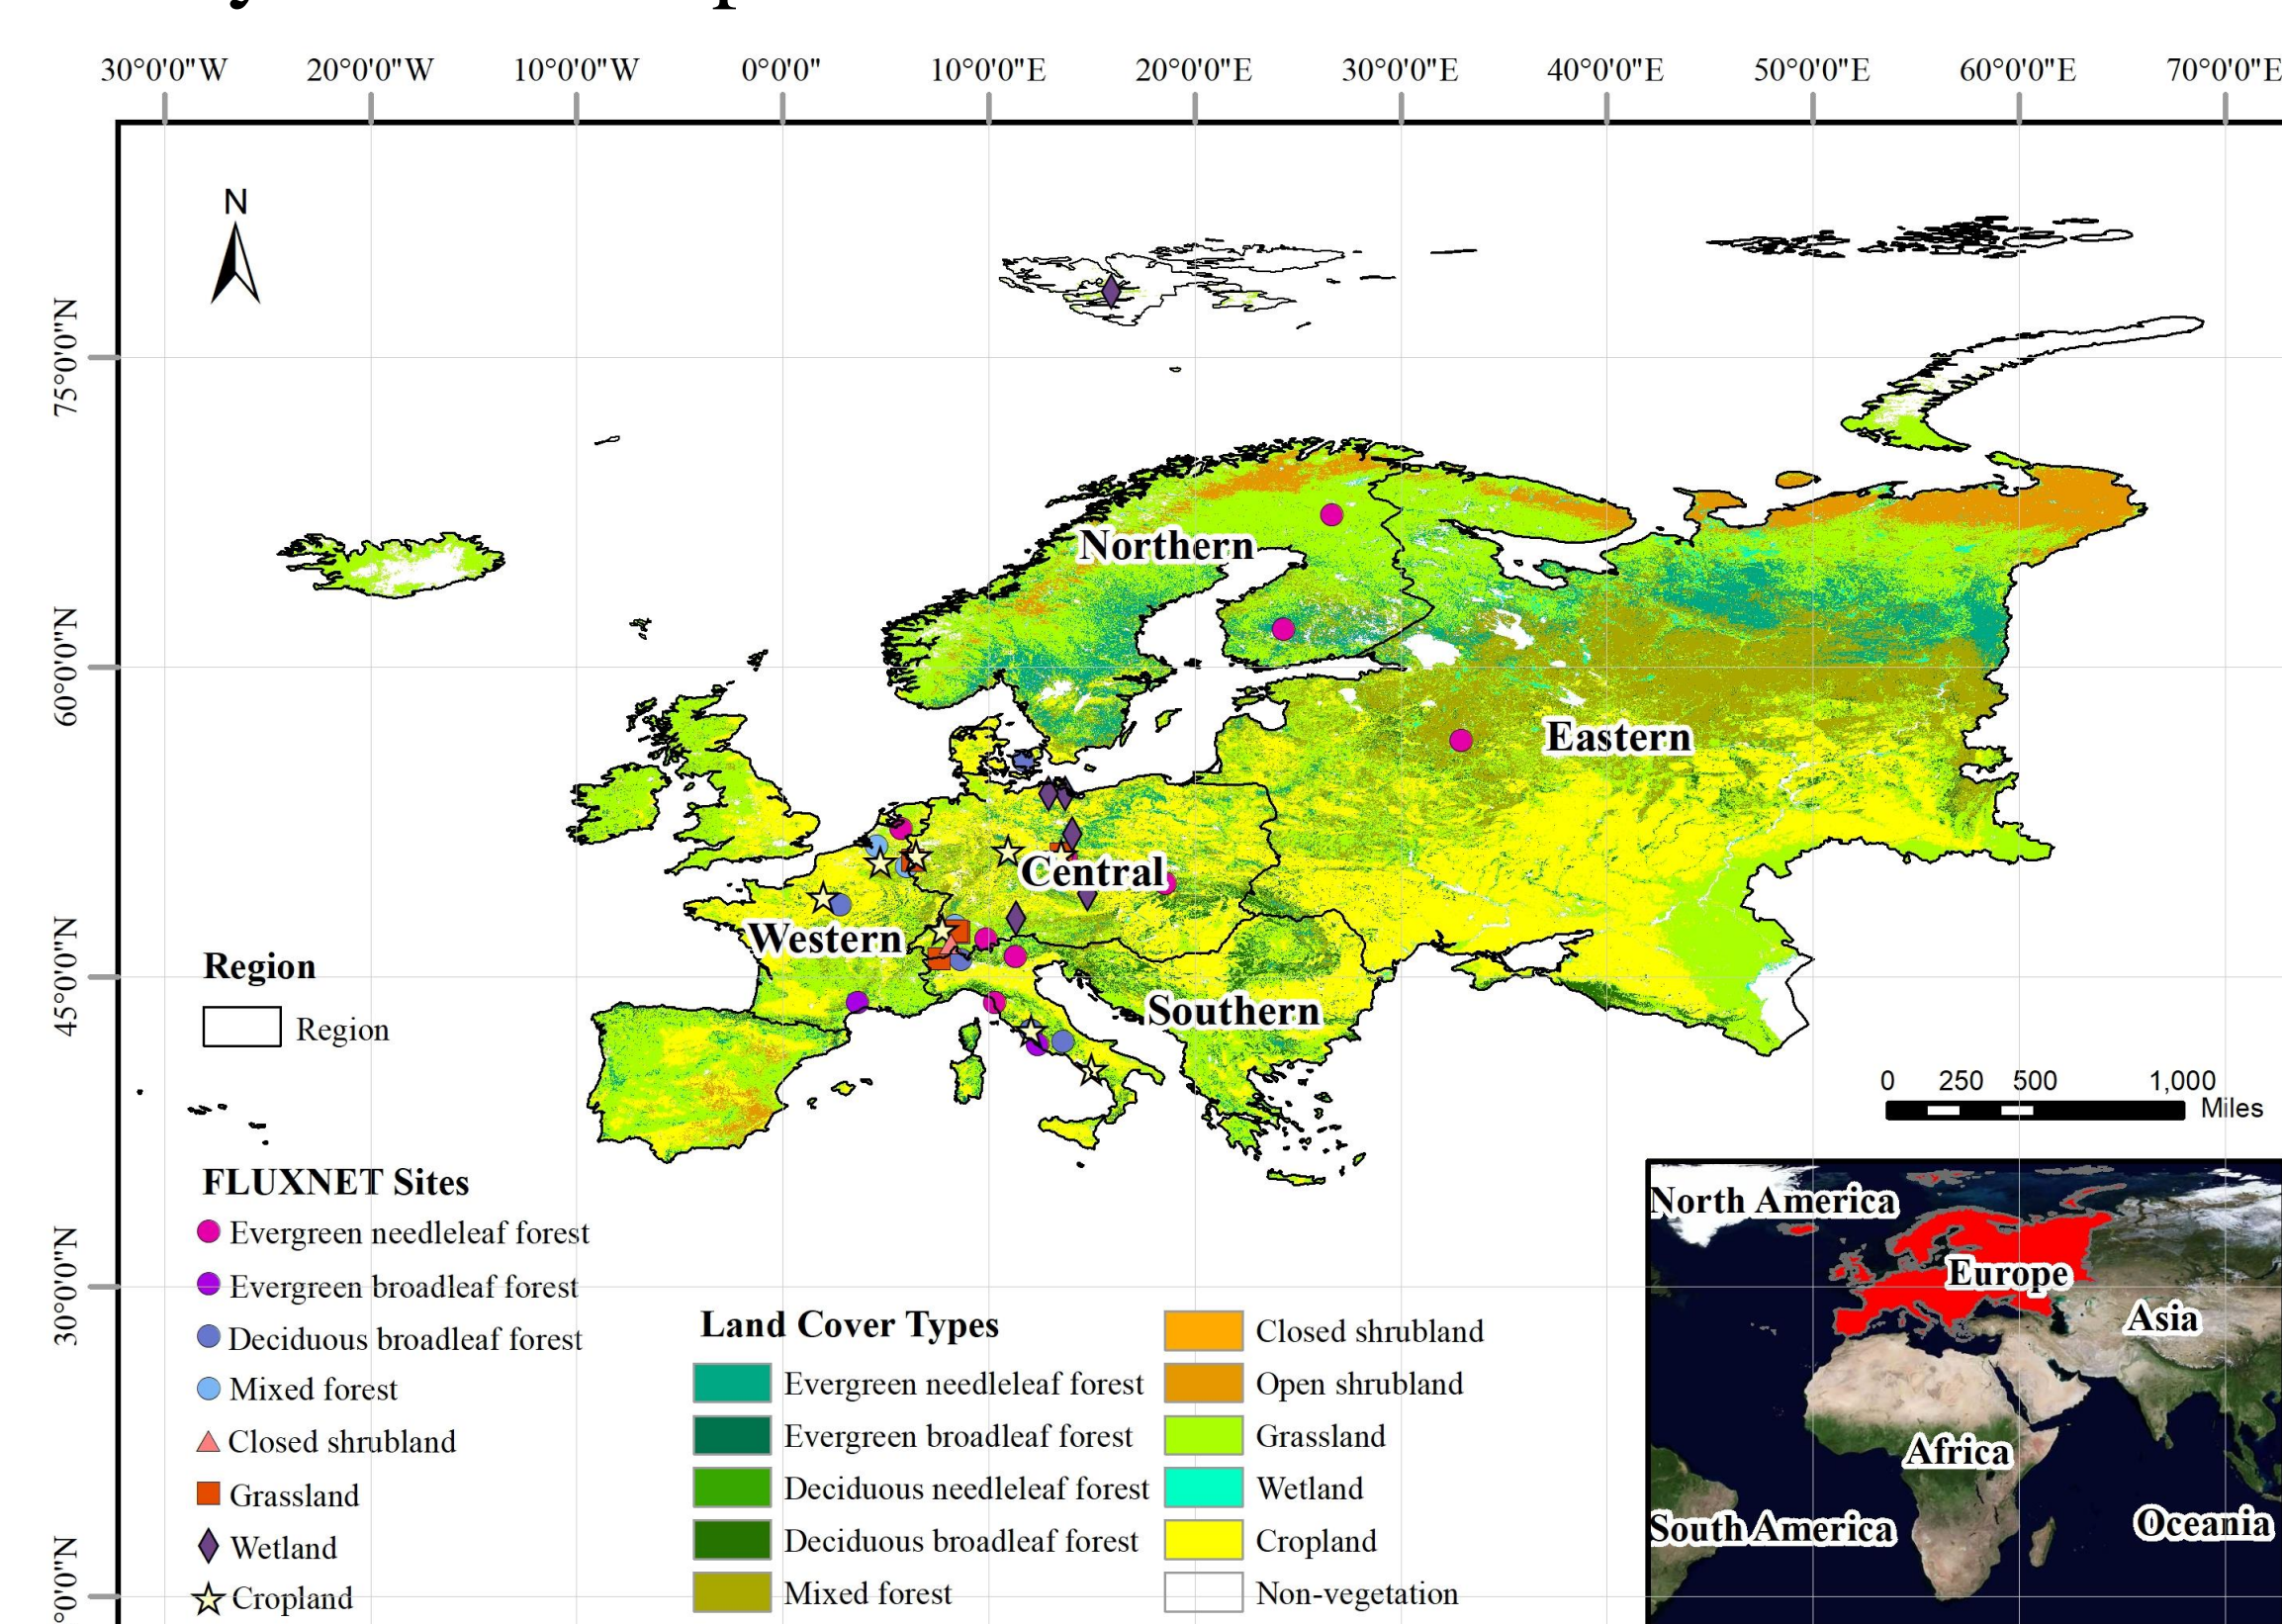 30°0'0"W 20°0'0"W 10°0'0"W 0°0'0" 10°0'0"E 20°0'0"E 30°0'0"E 40°0'0"E 50°0'0"E 60°0'0"E 70°0'0"E
N
75°0'0"N
60°0'0"N
45°0'0"N
30°0'0"N
°0'0"N
Northern
Eastern
Central
Western
Southern
Region
Region
0 250 500 1,000
Miles
FLUXNET Sites
Evergreen needleleaf forest
Evergreen broadleaf forest
Deciduous broadleaf forest
Mixed forest
Closed shrubland
Grassland
Wetland
Cropland
Land Cover Types
Evergreen needleleaf forest
Evergreen broadleaf forest
Deciduous needleleaf forest
Deciduous broadleaf forest
Mixed forest
Closed shrubland
Open shrubland
Grassland
Wetland
Cropland
Non-vegetation
North America
Europe
Asia
Africa
South America
Oceania